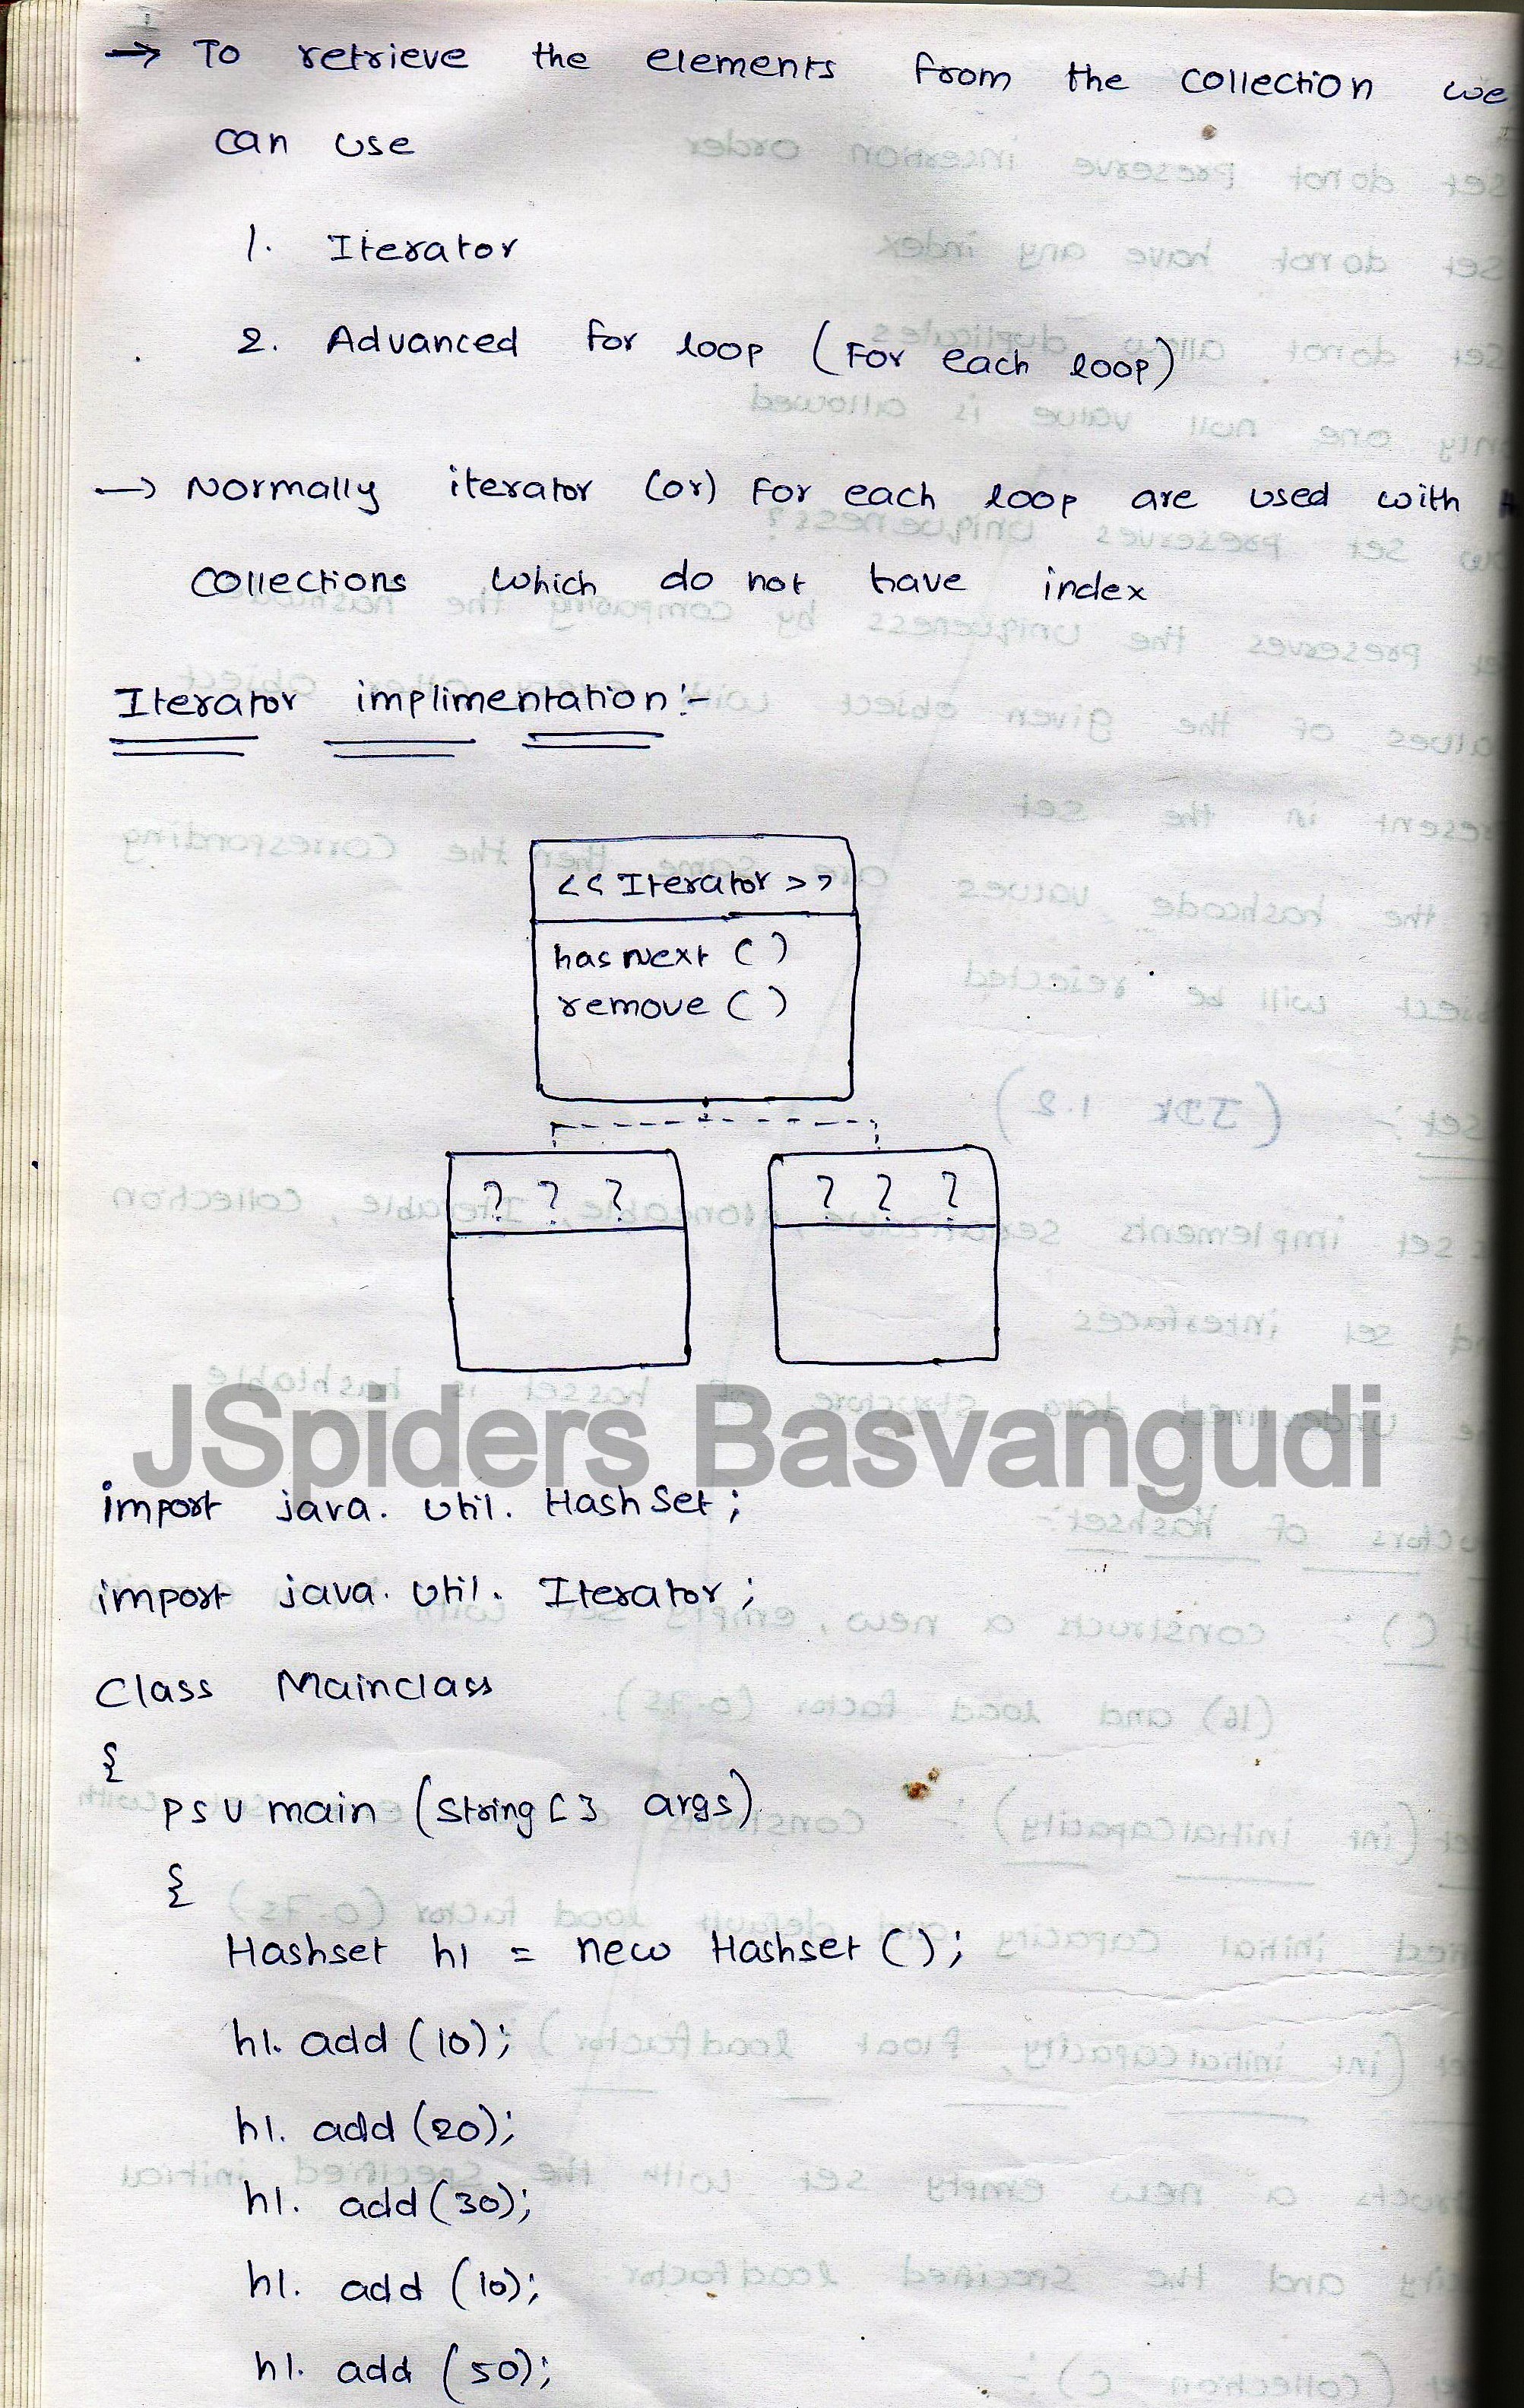 → To retrieve the elements from the collection we
can use
1. Iterator
2. Advanced for loop (For each loop)
→ Normally iterator (or) For each loop are used with
collections which do not have index
Iterator implimentation:-
<< Iterator >>
hasNext ( )
remove ( )
? ? ?
? ? ?
JSpiders Basvangudi
import java. util. HashSet;
import java. util. Iterator;
Class Mainclass
{
psv main (String [ ] args)
{
Hashset h1 = new Hashset ( );
h1. add (10);
h1. add (20);
h1. add (30);
h1. add (10);
h1. add (50);